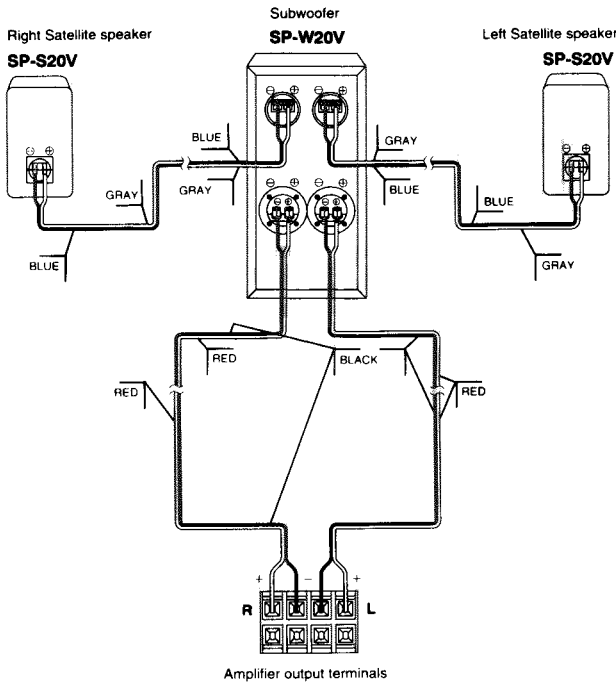 Subwoofer
SP-W20V
Right Satellite speaker
SP-S20V
Left Satellite speaker
SP-S20V
⊖ ⊕
⊖ ⊕
⊖ ⊕
⊖ ⊕
BLUE
GRAY
GRAY
GRAY
BLUE
BLUE
⊖ ⊕
⊖ ⊕
⊖ ⊕
⊖ ⊕
BLUE
GRAY
RED
BLACK
RED
RED
+ − +
R
L
Amplifier output terminals